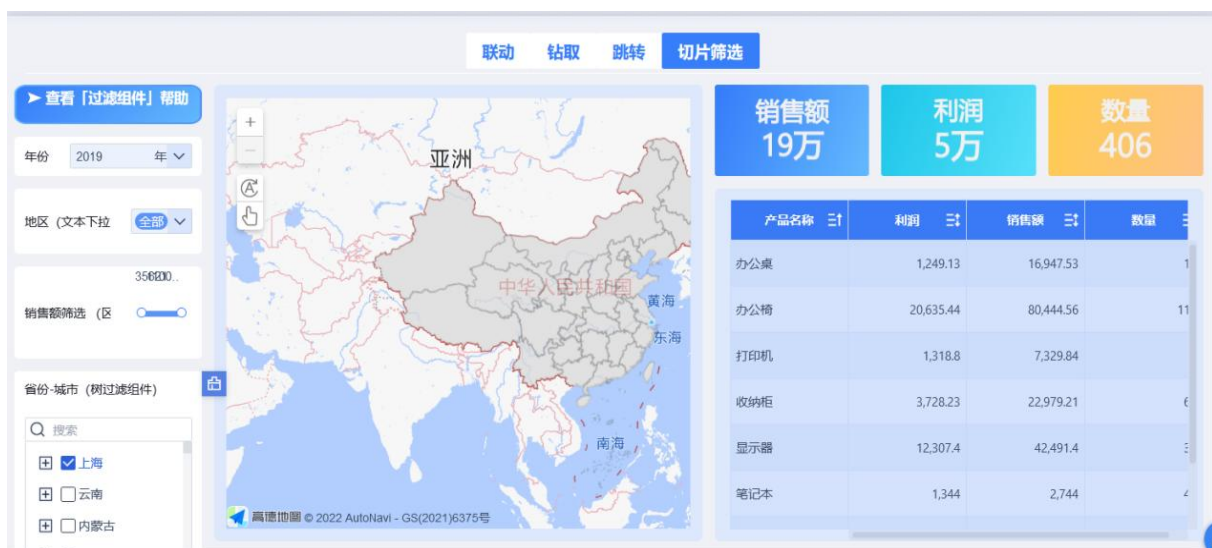 联动 钻取 跳转 切片筛选
➤ 查看「过滤组件」帮助
年份 2019 年
地区 (文本下拉 全部
销售额筛选 (区
省份-城市 (树过滤组件)
搜索
上海
云南
内蒙古
亚洲
中华人民共和国
黄海
东海
南海
高德地圖 © 2022 AutoNavi - GS(2021)6375号
销售额
19万
利润
5万
数量
406
产品名称 利润 销售额 数量
办公桌 1,249.13 16,947.53 1
办公椅 20,635.44 80,444.56 11
打印机 1,318.8 7,329.84
收纳柜 3,728.23 22,979.21
显示器 12,307.4 42,491.4
笔记本 1,344 2,744